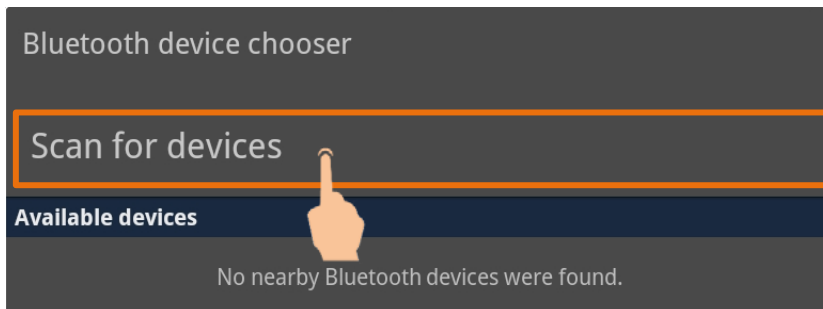 Bluetooth device chooser
Scan for devices
Available devices
No nearby Bluetooth devices were found.